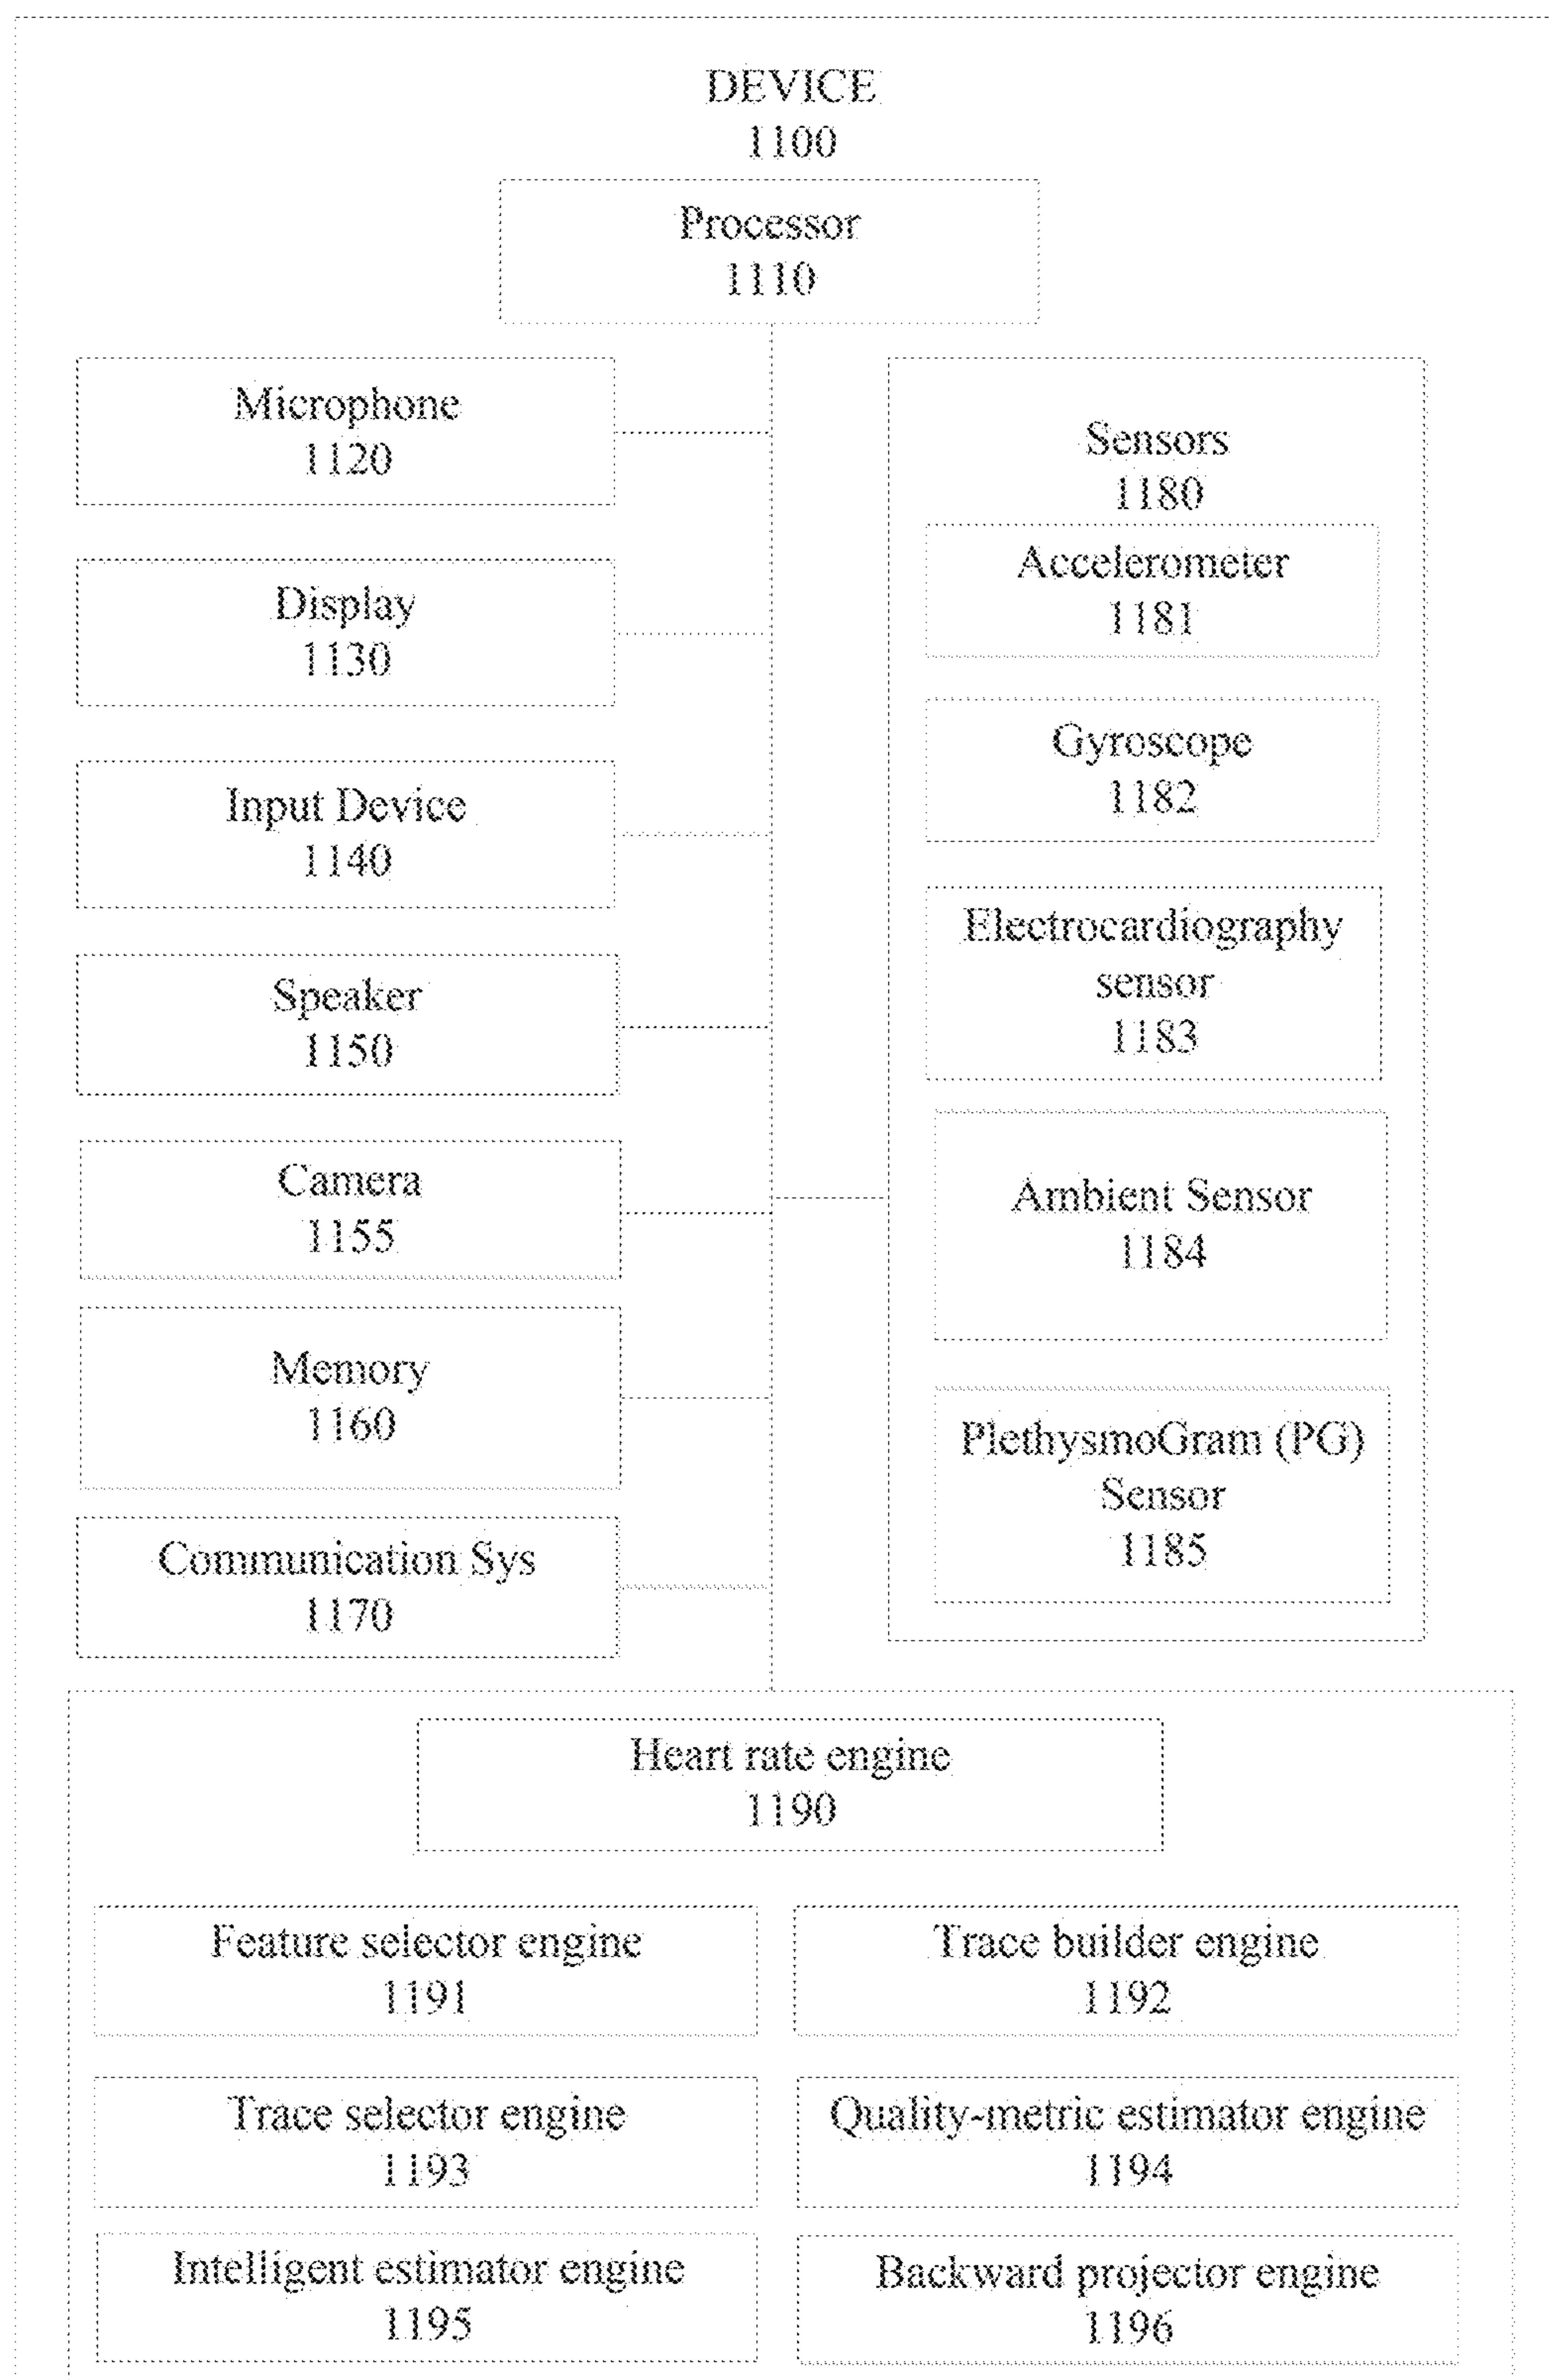 DEVICE
1100
Processor
1110
Microphone
1120
Display
1130
Input Device
1140
Speaker
1150
Camera
1155
Memory
1160
Communication Sys
1170
Sensors
1180
Accelerometer
1181
Gyroscope
1182
Electrocardiography
sensor
1183
Ambient Sensor
1184
PlethysmoGram (PG)
Sensor
1185
Heart rate engine
1190
Feature selector engine
1191
Trace builder engine
1192
Trace selector engine
1193
Quality-metric estimator engine
1194
Intelligent estimator engine
1195
Backward projector engine
1196